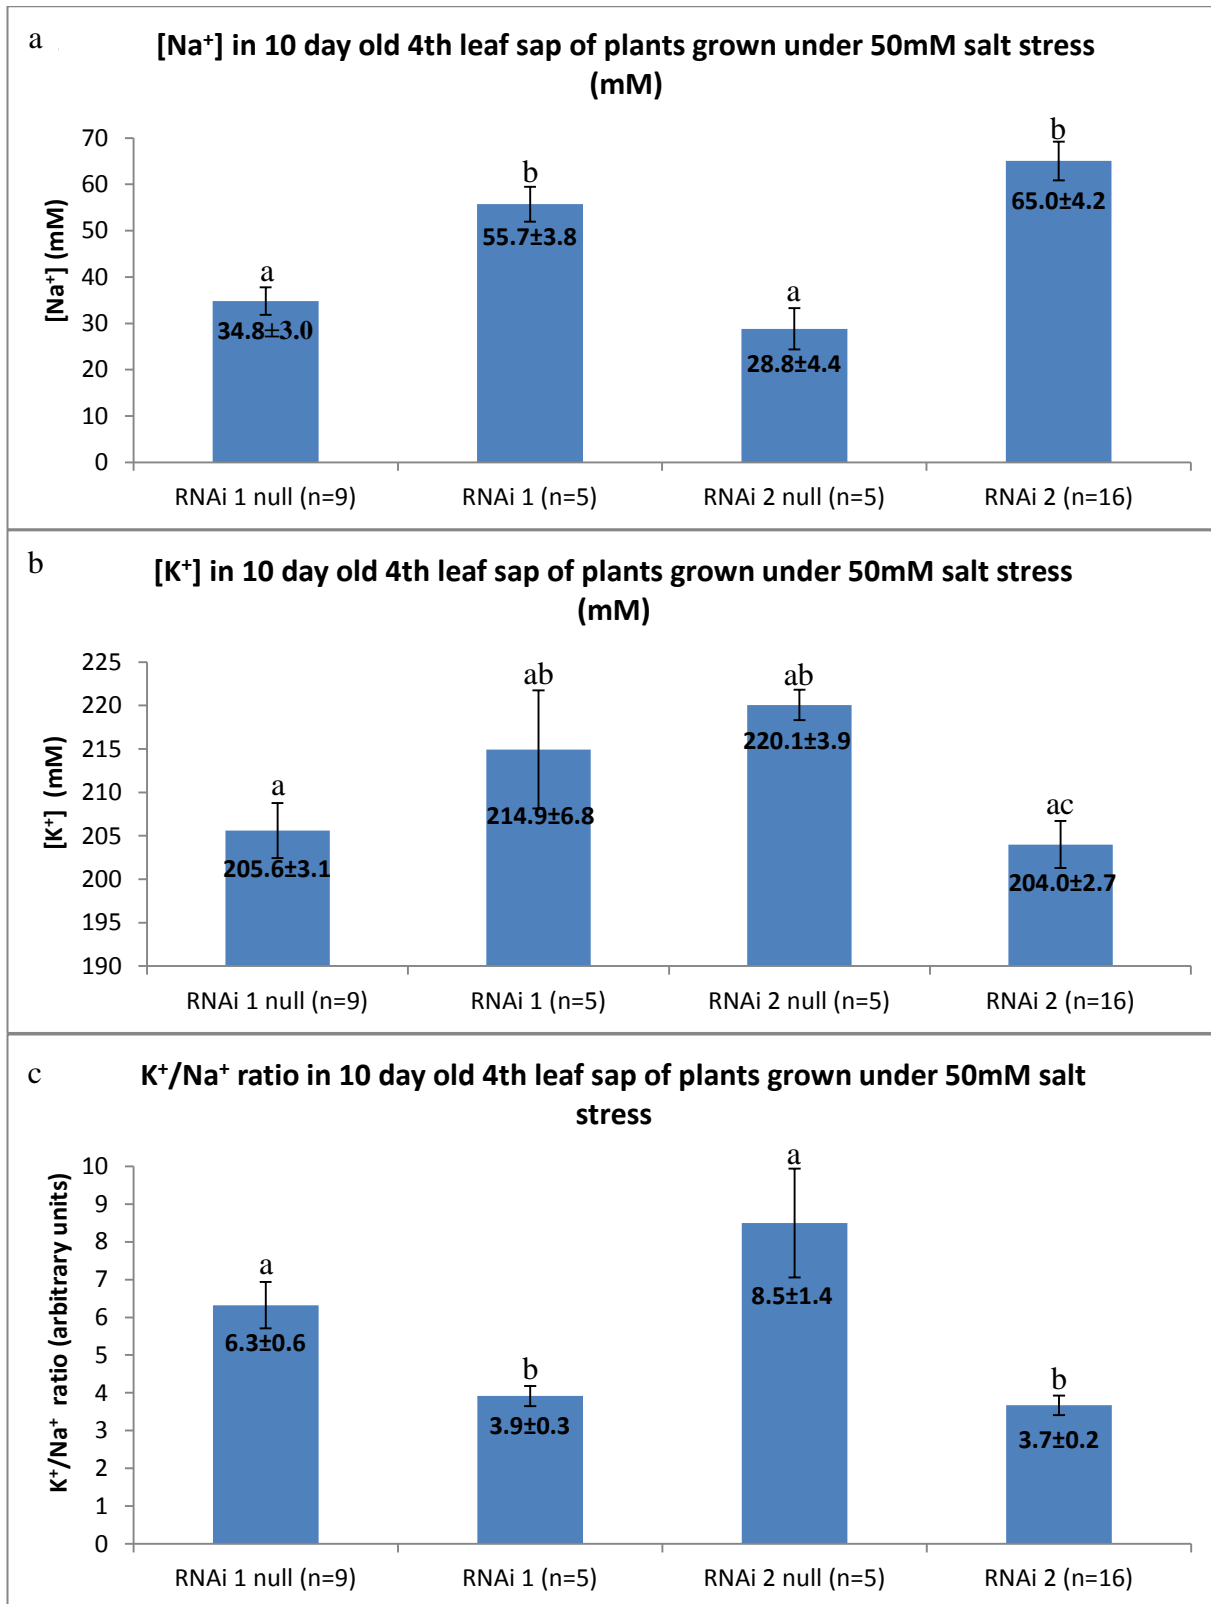 a
[Na⁺] in 10 day old 4th leaf sap of plants grown under 50mM salt stress
(mM)
[Na⁺] (mM)
70
60
50
40
30
20
10
0
a
b
a
b
34.8±3.0
55.7±3.8
28.8±4.4
65.0±4.2
RNAi 1 null (n=9)
RNAi 1 (n=5)
RNAi 2 null (n=5)
RNAi 2 (n=16)
b
[K⁺] in 10 day old 4th leaf sap of plants grown under 50mM salt stress
(mM)
[K⁺] (mM)
225
220
215
210
205
200
195
190
a
ab
ab
ac
205.6±3.1
214.9±6.8
220.1±3.9
204.0±2.7
RNAi 1 null (n=9)
RNAi 1 (n=5)
RNAi 2 null (n=5)
RNAi 2 (n=16)
c
K⁺/Na⁺ ratio in 10 day old 4th leaf sap of plants grown under 50mM salt
stress
K⁺/Na⁺ ratio (arbitrary units)
10
9
8
7
6
5
4
3
2
1
0
a
b
a
b
6.3±0.6
3.9±0.3
8.5±1.4
3.7±0.2
RNAi 1 null (n=9)
RNAi 1 (n=5)
RNAi 2 null (n=5)
RNAi 2 (n=16)